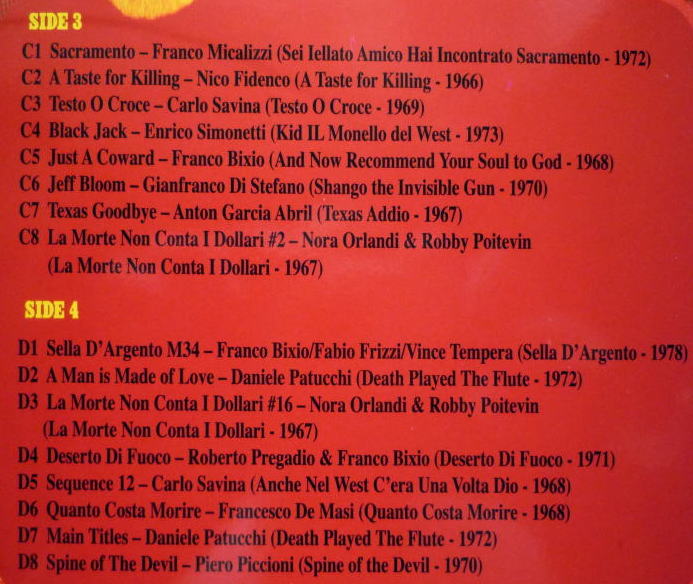 SIDE 3
C1 Sacramento – Franco Micalizzi (Sei Iellato Amico Hai Incontrato Sacramento - 1972)
C2 A Taste for Killing – Nico Fidenco (A Taste for Killing - 1966)
C3 Testo O Croce – Carlo Savina (Testo O Croce - 1969)
C4 Black Jack – Enrico Simonetti (Kid IL Monello del West - 1973)
C5 Just A Coward – Franco Bixio (And Now Recommend Your Soul to God - 1968)
C6 Jeff Bloom – Gianfranco Di Stefano (Shango the Invisible Gun - 1970)
C7 Texas Goodbye – Anton Garcia Abril (Texas Addio - 1967)
C8 La Morte Non Conta I Dollari #2 – Nora Orlandi & Robby Poitevin
(La Morte Non Conta I Dollari - 1967)
SIDE 4
D1 Sella D'Argento M34 – Franco Bixio/Fabio Frizzi/Vince Tempera (Sella D'Argento - 1978)
D2 A Man is Made of Love – Daniele Patucchi (Death Played The Flute - 1972)
D3 La Morte Non Conta I Dollari #16 – Nora Orlandi & Robby Poitevin
(La Morte Non Conta I Dollari - 1967)
D4 Deserto Di Fuoco – Roberto Pregadio & Franco Bixio (Deserto Di Fuoco - 1971)
D5 Sequence 12 – Carlo Savina (Anche Nel West C'era Una Volta Dio - 1968)
D6 Quanto Costa Morire – Francesco De Masi (Quanto Costa Morire - 1968)
D7 Main Titles – Daniele Patucchi (Death Played The Flute - 1972)
D8 Spine of The Devil – Piero Piccioni (Spine of the Devil - 1970)